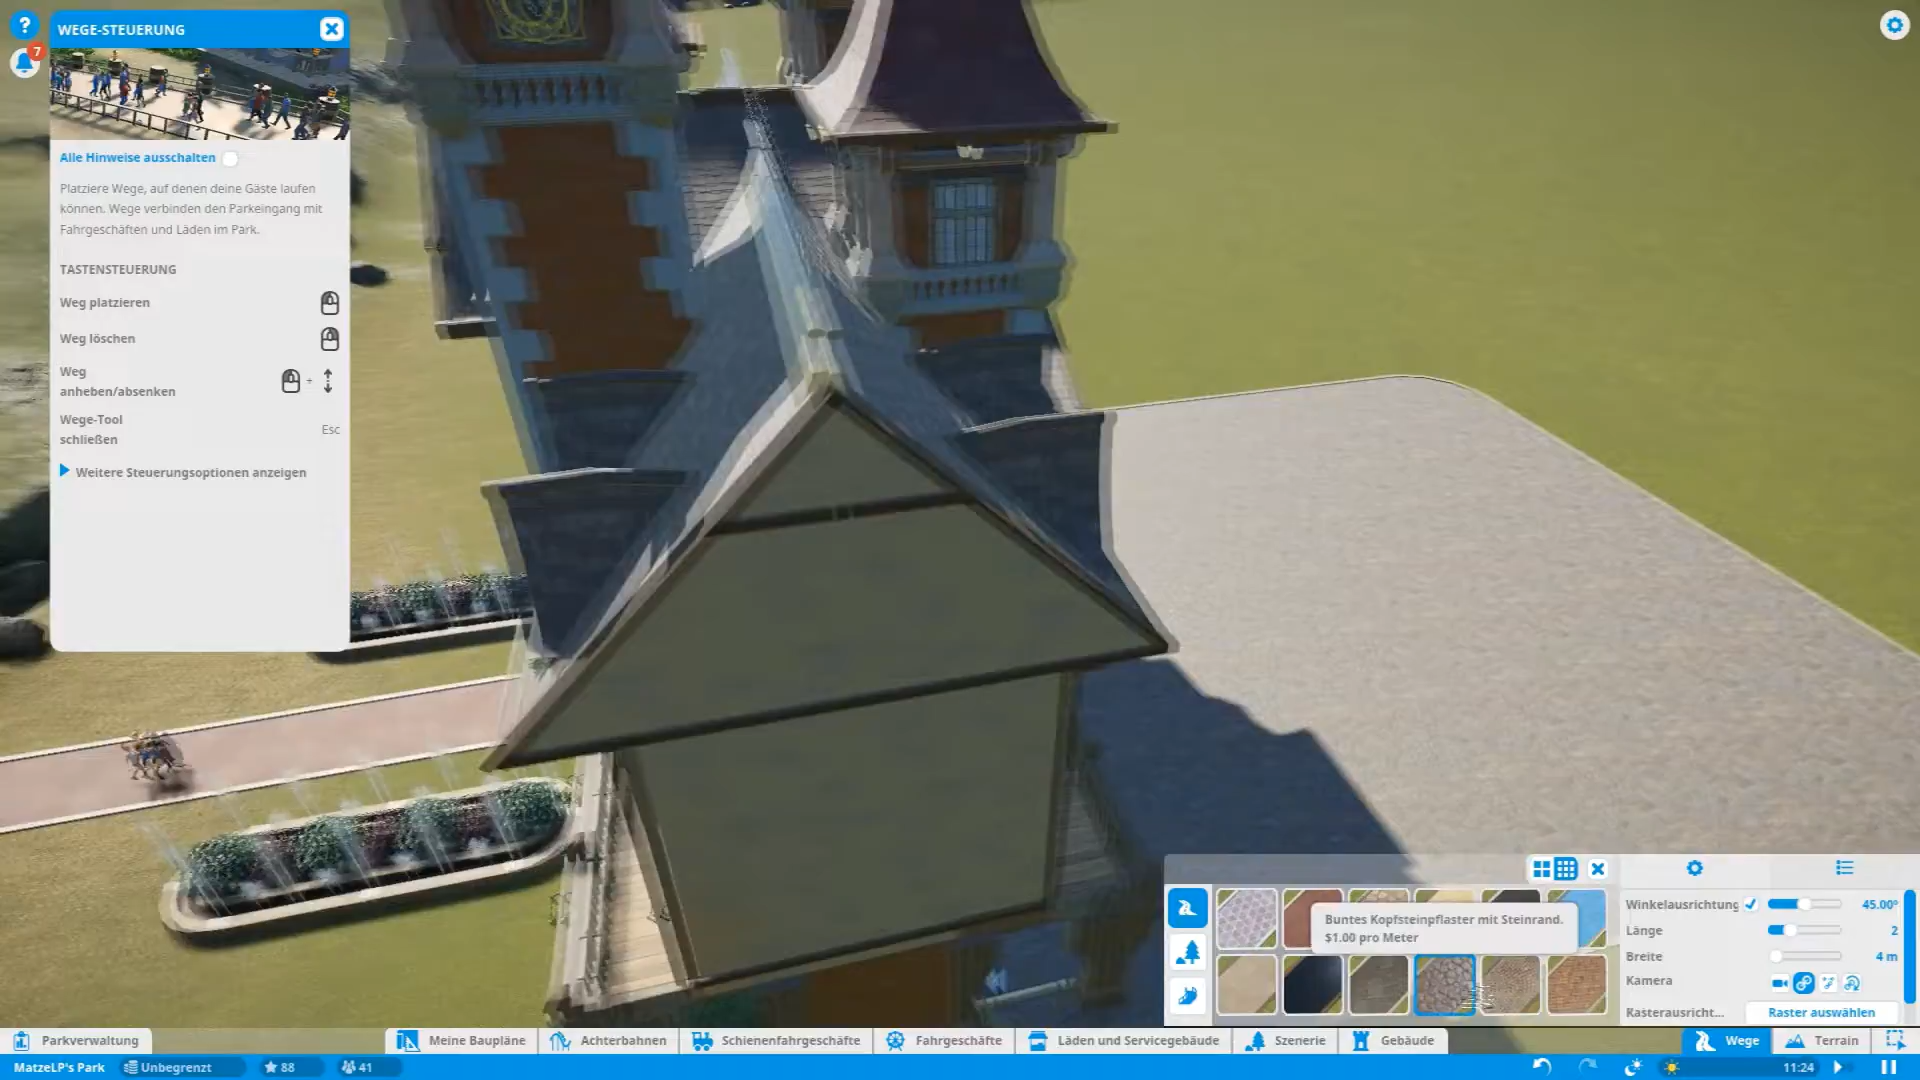 ?
7
WEGE-STEUERUNG
Alle Hinweise ausschalten
Platziere Wege, auf denen deine Gäste laufen
können. Wege verbinden den Parkeingang mit
Fahrgeschäften und Läden im Park.
TASTENSTEUERUNG
Weg platzieren
Weg löschen
Weg
anheben/absenken
+
Wege-Tool
schließen
Esc
Weitere Steuerungsoptionen anzeigen
Buntes Kopfsteinpflaster mit Steinrand.
$1.00 pro Meter
Winkelausrichtung
45.00°
Länge
2
Breite
4 m
Kamera
Rasterausricht...
Raster auswählen
Parkverwaltung
Meine Baupläne
Achterbahnen
Schienenfahrgeschäfte
Fahrgeschäfte
Läden und Servicegebäude
Szenerie
Gebäude
Wege
Terrain
MatzeLP's Park
Unbegrenzt
88
41
11:24